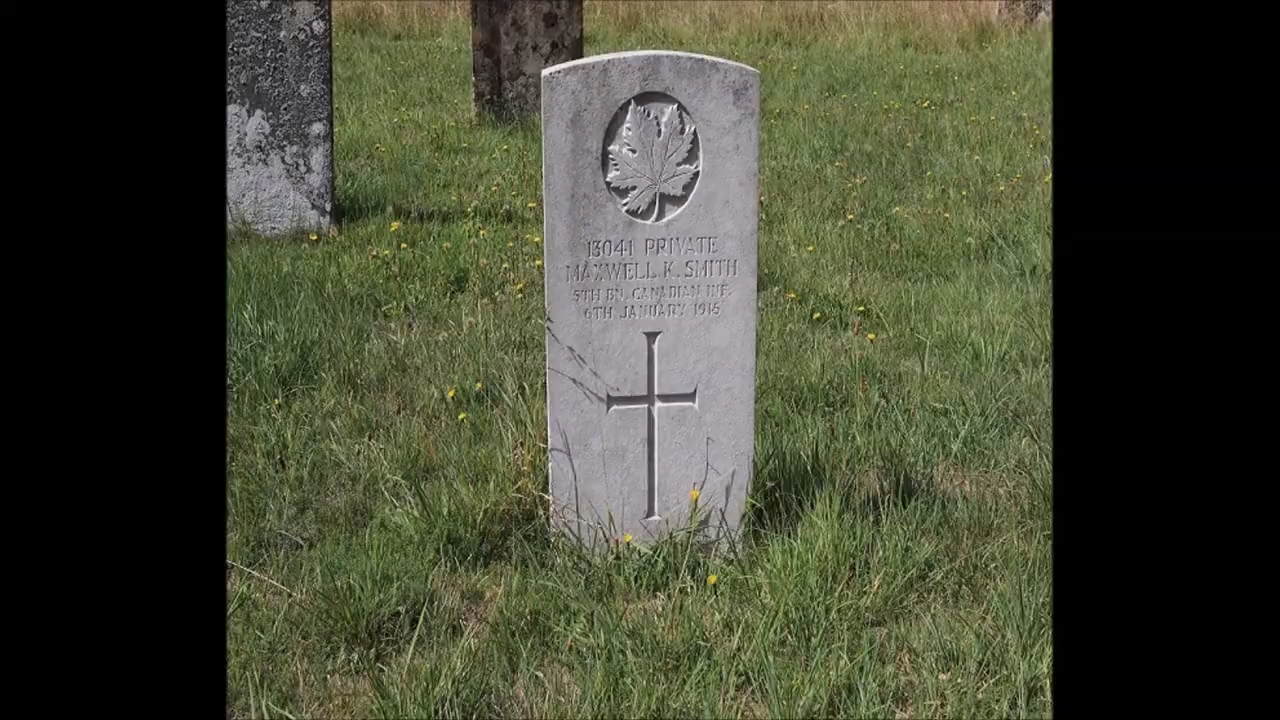 13041 PRIVATE
MAXWELL K. SMITH
5TH BN. CANADIAN INF.
6TH JANUARY 1915